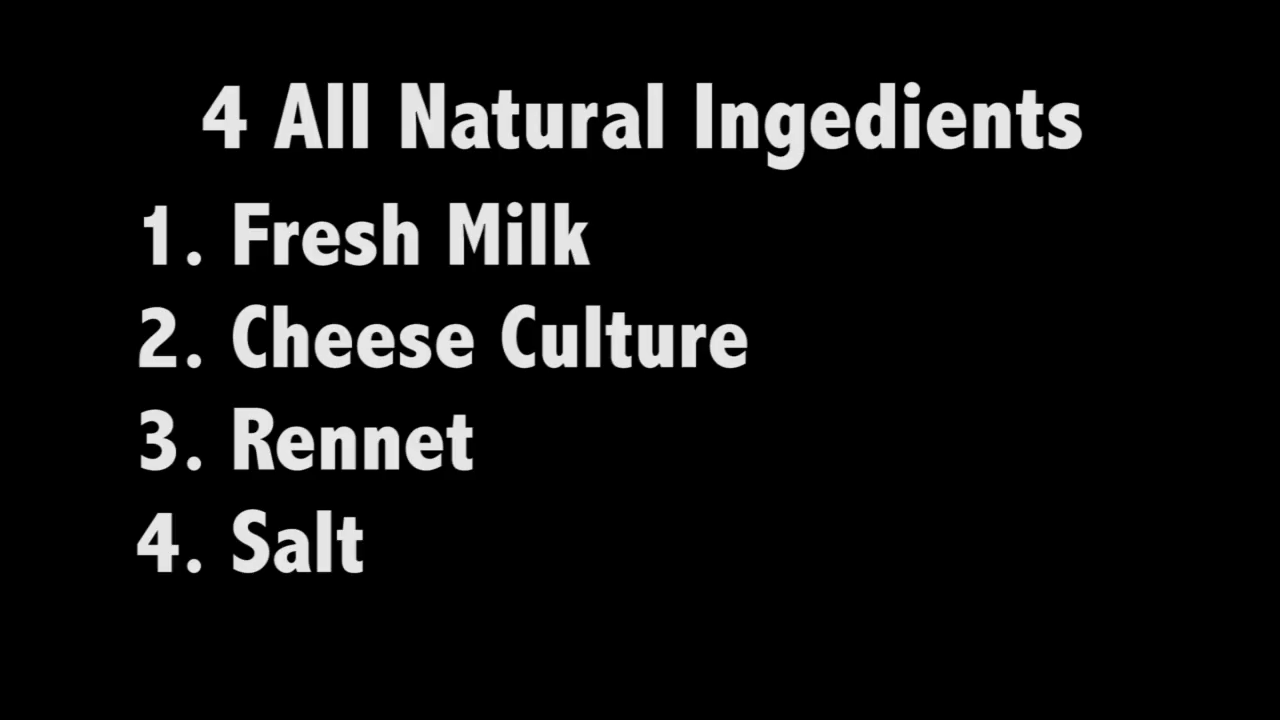 4 All Natural Ingedients
1. Fresh Milk
2. Cheese Culture
3. Rennet
4. Salt